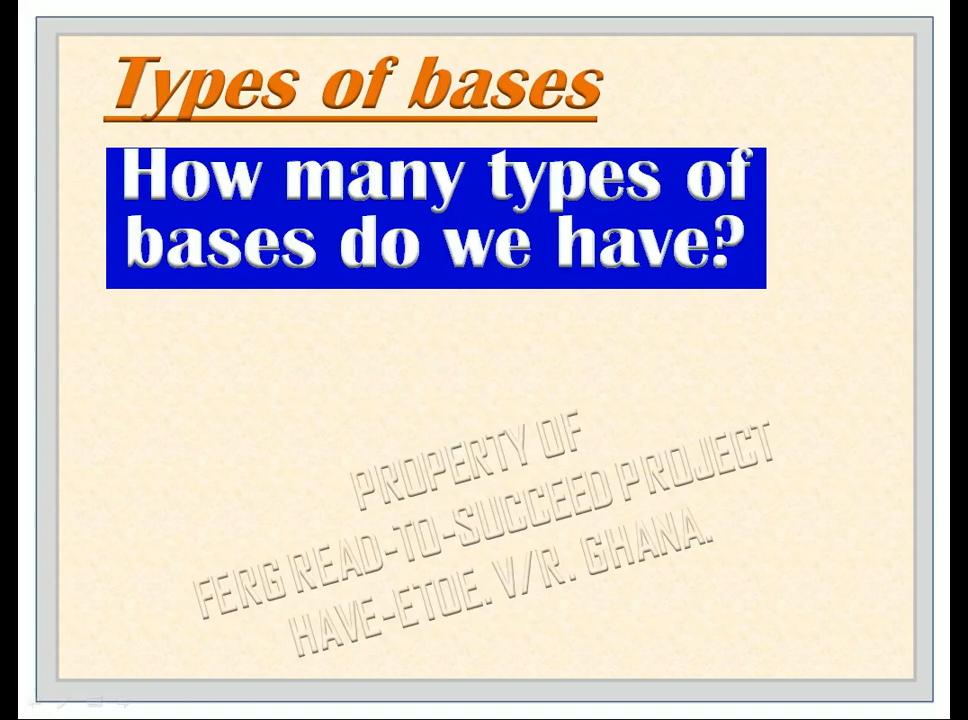 Types of bases
How many types of
bases do we have?
PROPERTY OF
FERG READ-TO-SUCCEED PROJECT
HAVE-ETOE. V/R. GHANA.